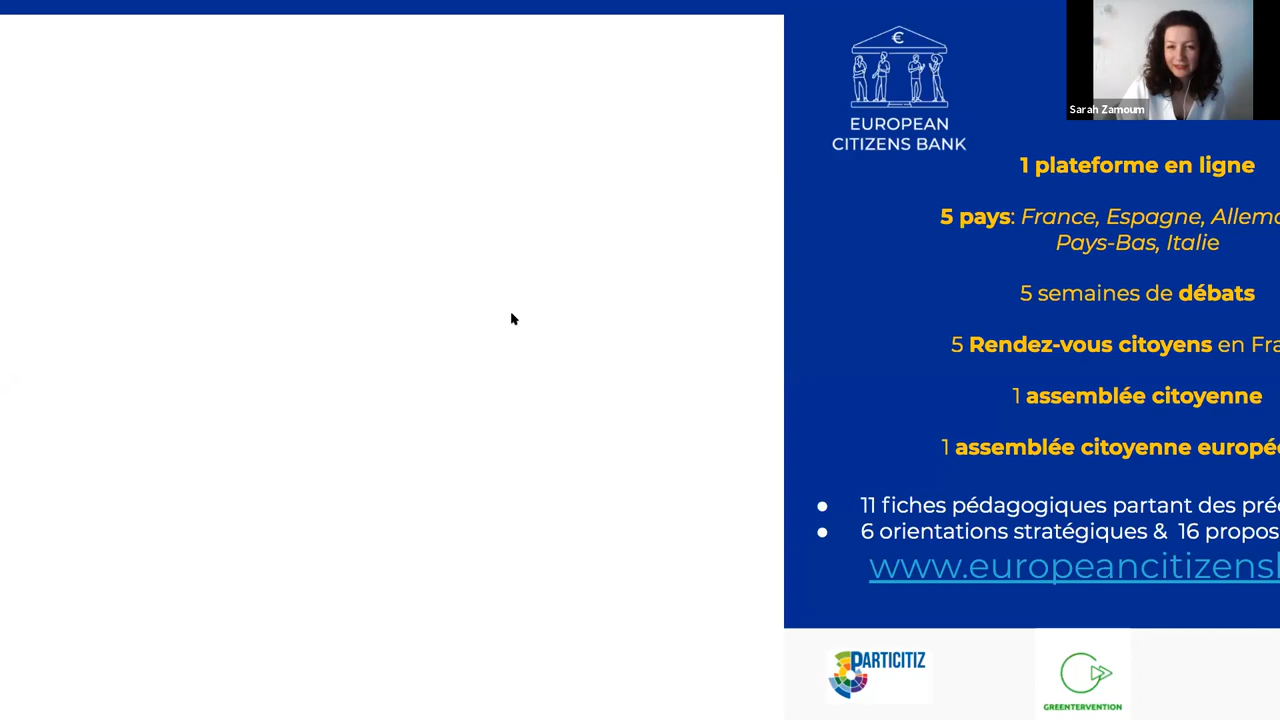 €
EUROPEAN
CITIZENS BANK
Sarah Zamoum
1 plateforme en ligne
5 pays: France, Espagne,
Pays-Bas, Italie
5 semaines de débats
5 Rendez-vous citoyens en
1 assemblée citoyenne
1 assemblée citoyenne
● 11 fiches pédagogiques partant des
● 6 orientations stratégiques & 16
www.europeancitizens
PARTICITIZ
GREENTERVENTION